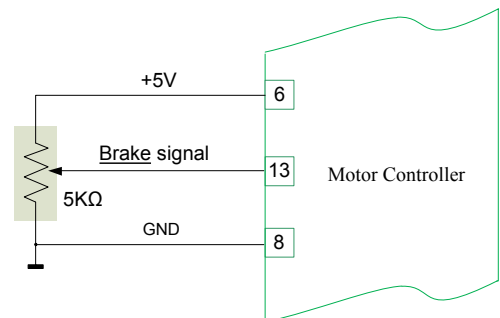 +5V
6
Brake signal
13
Motor Controller
5KΩ
GND
8